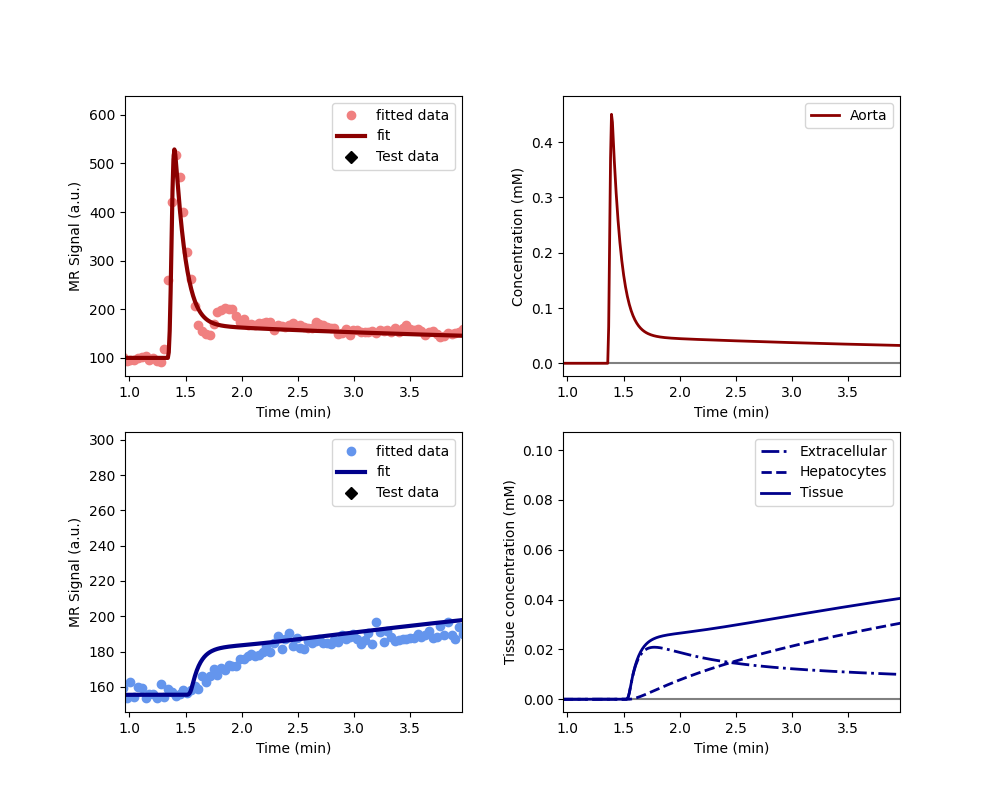 MR Signal (a.u.)
600
500
400
300
200
100
1.0 1.5 2.0 2.5 3.0 3.5
Time (min)
fitted data
fit
Test data
Concentration (mM)
0.4
0.3
0.2
0.1
0.0
1.0 1.5 2.0 2.5 3.0 3.5
Time (min)
Aorta
MR Signal (a.u.)
300
280
260
240
220
200
180
160
1.0 1.5 2.0 2.5 3.0 3.5
Time (min)
fitted data
fit
Test data
Tissue concentration (mM)
0.10
0.08
0.06
0.04
0.02
0.00
1.0 1.5 2.0 2.5 3.0 3.5
Time (min)
Extracellular
Hepatocytes
Tissue